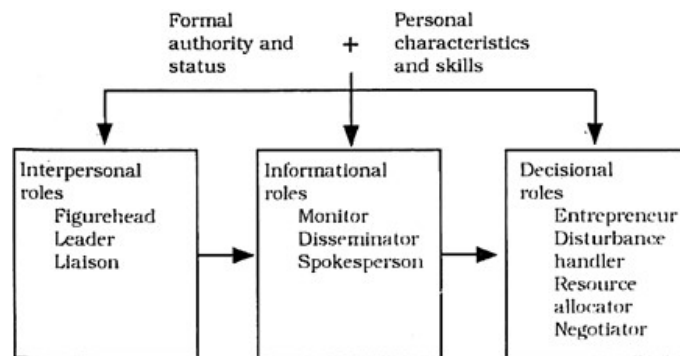 Formal
authority and
status
+
Personal
characteristics
and skills
Interpersonal
roles
Figurehead
Leader
Liaison
Informational
roles
Monitor
Disseminator
Spokesperson
Decisional
roles
Entrepreneur
Disturbance
handler
Resource
allocator
Negotiator